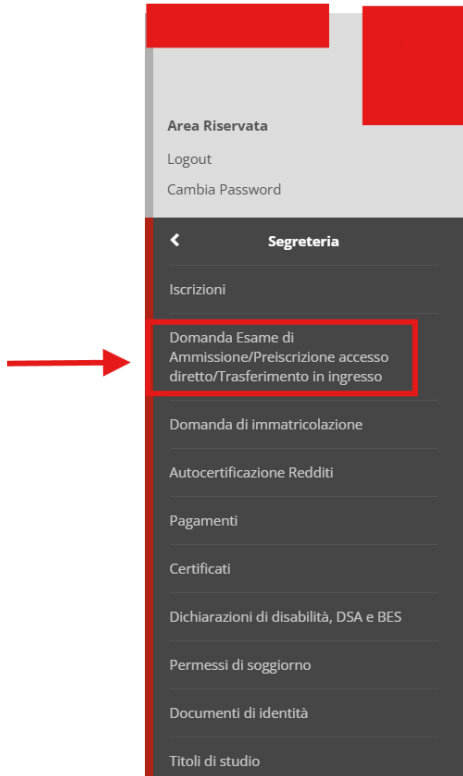 Area Riservata
Logout
Cambia Password
Segreteria
Iscrizioni
Domanda Esame di
Ammissione/Preiscrizione accesso
diretto/Trasferimento in ingresso
Domanda di immatricolazione
Autocertificazione Redditi
Pagamenti
Certificati
Dichiarazioni di disabilità, DSA e BES
Permessi di soggiorno
Documenti di identità
Titoli di studio